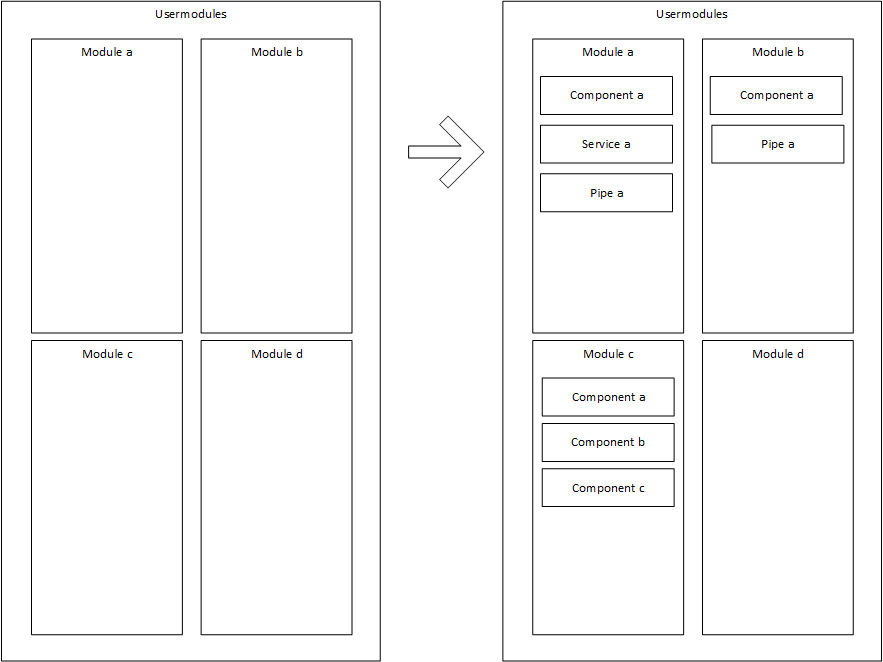 Usermodules
Module a
Module b
Module c
Module d
Usermodules
Module a
Component a
Service a
Pipe a
Module b
Component a
Pipe a
Module c
Component a
Component b
Component c
Module d